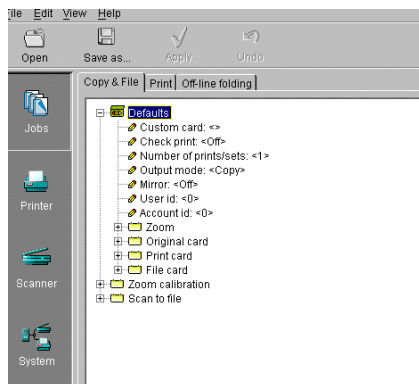 ile Edit View Help
Open Save as... Apply Undo
Copy & File Print Off-line folding
Jobs
Printer
Scanner
System
Defaults
Custom card: <>
Check print: <Off>
Number of prints/sets: <1>
Output mode: <Copy>
Mirror: <Off>
User id: <0>
Account id: <0>
Zoom
Original card
Print card
File card
Zoom calibration
Scan to file